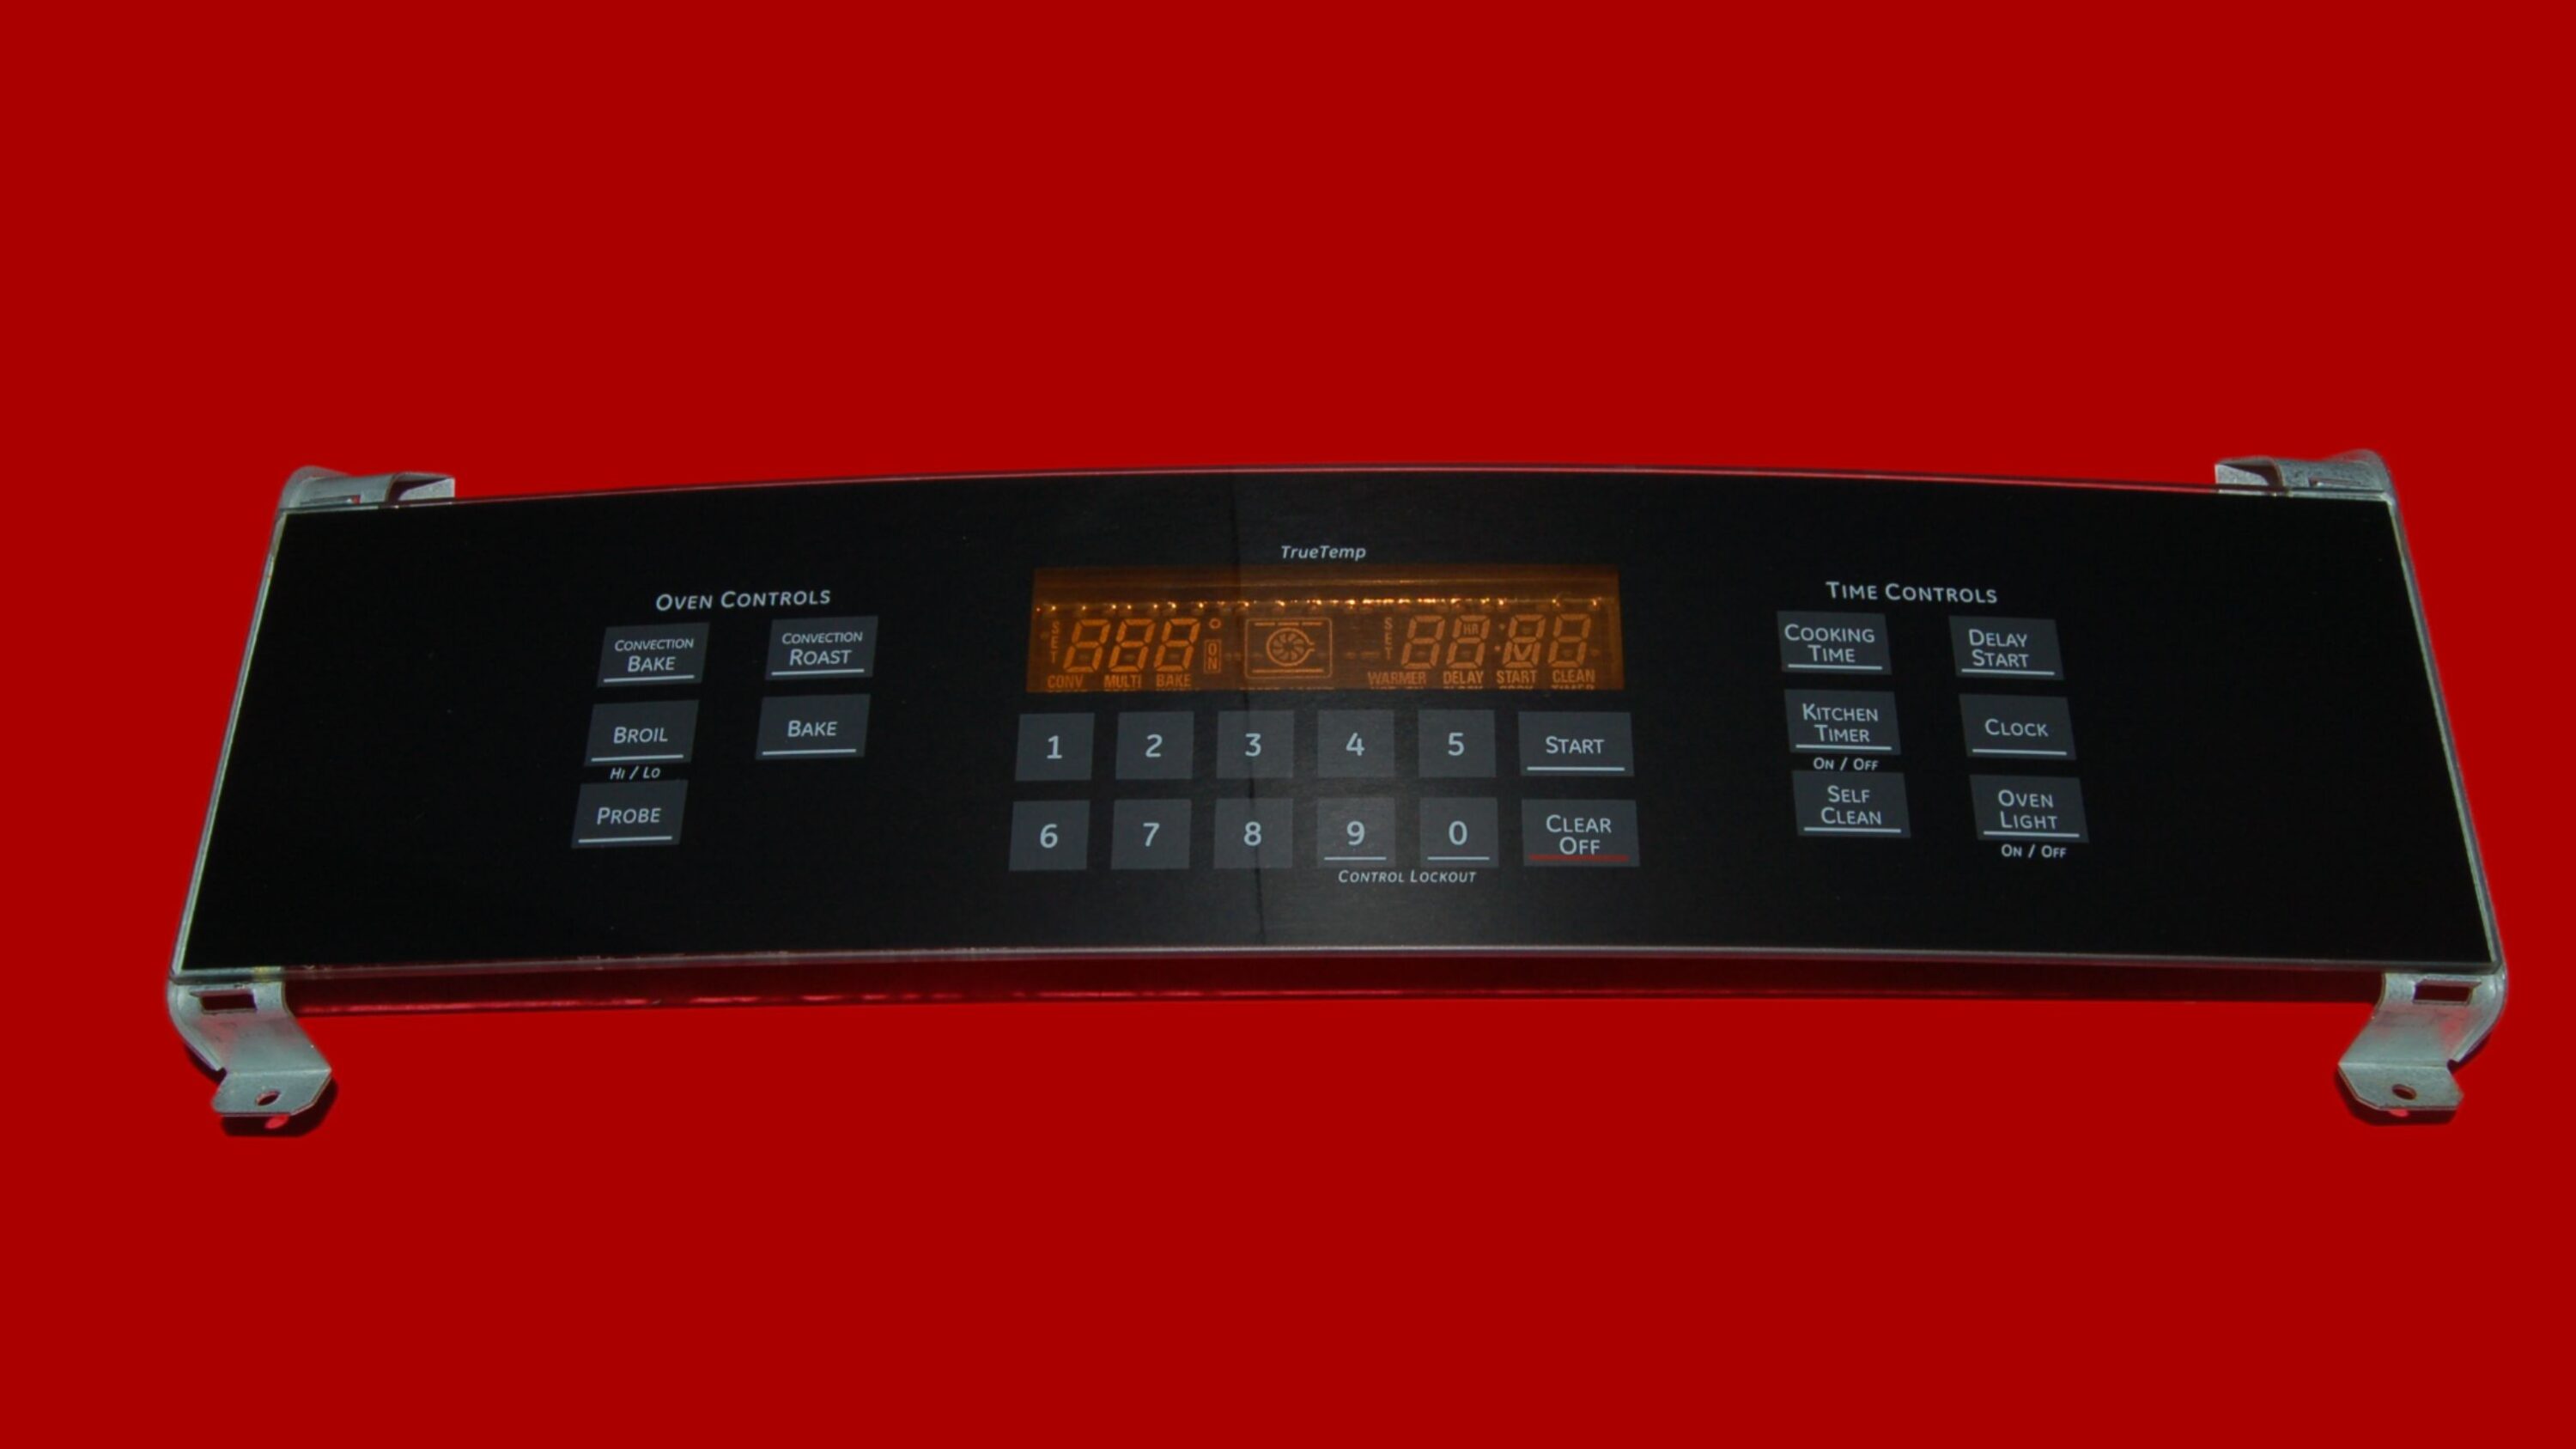 TrueTemp
OVEN CONTROLS
CONVECTION
BAKE
CONVECTION
ROAST
BROIL
HI / LO
BAKE
PROBE
SET 888° ON
SET 88:88 HR
CONV MULTI BAKE
WARMER DELAY START CLEAN
1 2 3 4 5 START
6 7 8 9 0 CLEAR
OFF
CONTROL LOCKOUT
TIME CONTROLS
COOKING
TIME
DELAY
START
KITCHEN
TIMER
ON / OFF
CLOCK
SELF
CLEAN
OVEN
LIGHT
ON / OFF